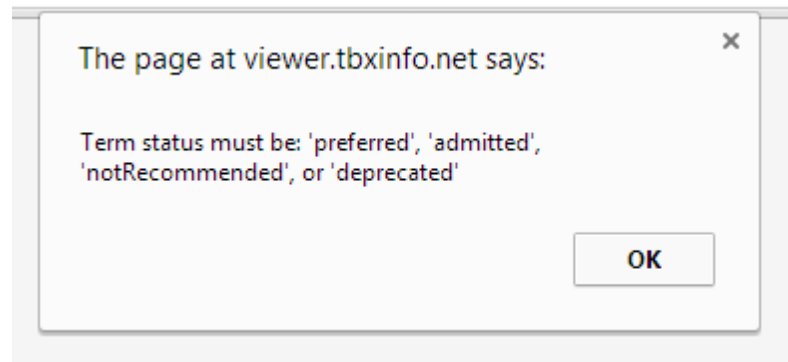 The page at viewer.tbxinfo.net says:
Term status must be: 'preferred', 'admitted',
'notRecommended', or 'deprecated'
OK